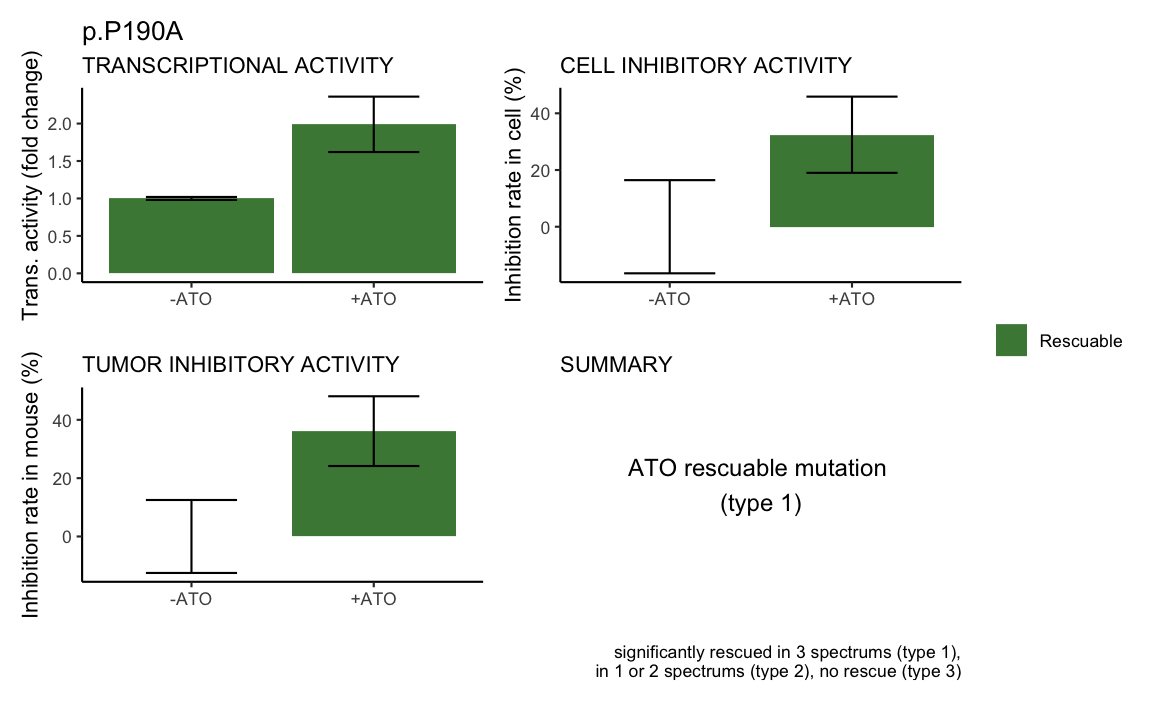 p.P190A
TRANSCRIPTIONAL ACTIVITY
Trans. activity (fold change)
2.0
1.5
1.0
0.5
0.0
-ATO
+ATO
CELL INHIBITORY ACTIVITY
Inhibition rate in cell (%)
40
20
0
-ATO
+ATO
Rescuable
TUMOR INHIBITORY ACTIVITY
Inhibition rate in mouse (%)
40
20
0
-ATO
+ATO
SUMMARY
ATO rescuable mutation
(type 1)
significantly rescued in 3 spectrums (type 1),
in 1 or 2 spectrums (type 2), no rescue (type 3)